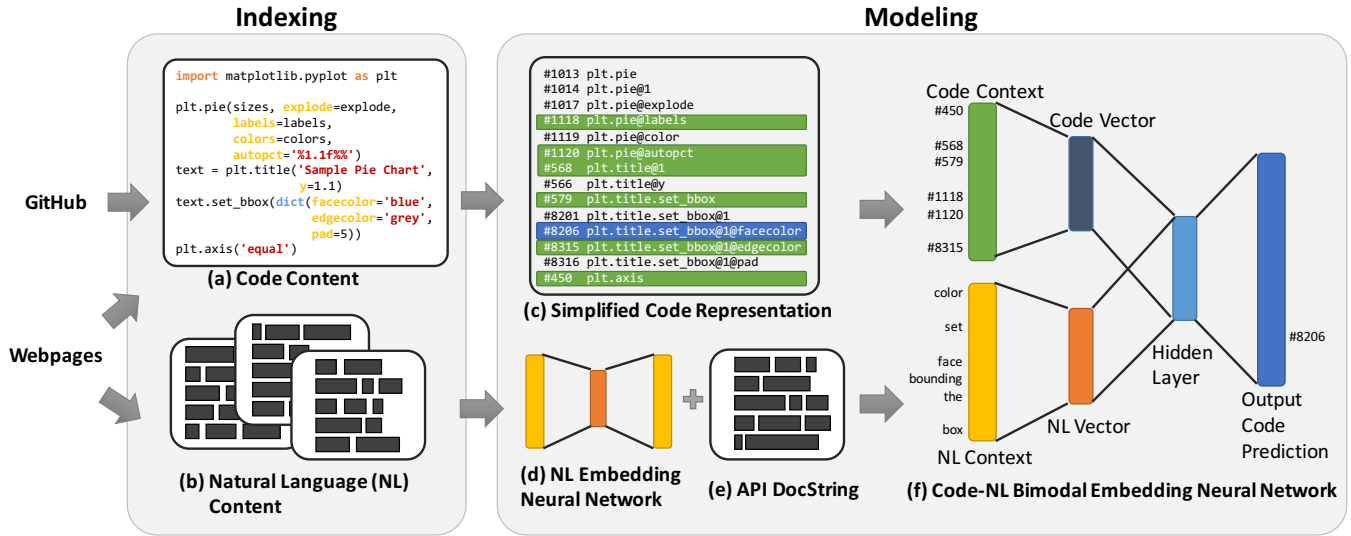 Indexing
Modeling
GitHub
Webpages
import matplotlib.pyplot as plt
plt.pie(sizes, explode=explode,
labels=labels,
colors=colors,
autopct='%1.1f%%')
text = plt.title('Sample Pie Chart',
y=1.1)
text.set_bbox(dict(facecolor='blue',
edgecolor='grey',
pad=5))
plt.axis('equal')
(a) Code Content
(b) Natural Language (NL)
Content
#1013 plt.pie
#1014 plt.pie@1
#1017 plt.pie@explode
#1118 plt.pie@labels
#1119 plt.pie@color
#1120 plt.pie@autopct
#568 plt.title@1
#566 plt.title@y
#579 plt.title.set_bbox
#8201 plt.title.set_bbox@1
#8206 plt.title.set_bbox@1@facecolor
#8315 plt.title.set_bbox@1@edgecolor
#8316 plt.title.set_bbox@1@pad
#450 plt.axis
(c) Simplified Code Representation
(d) NL Embedding
Neural Network
(e) API DocString
Code Context
#450
#568
#579
#1118
#1120
#8315
Code Vector
color
set
face
bounding
the
box
NL Context
NL Vector
Hidden
Layer
#8206
Output
Code
Prediction
(f) Code-NL Bimodal Embedding Neural Network